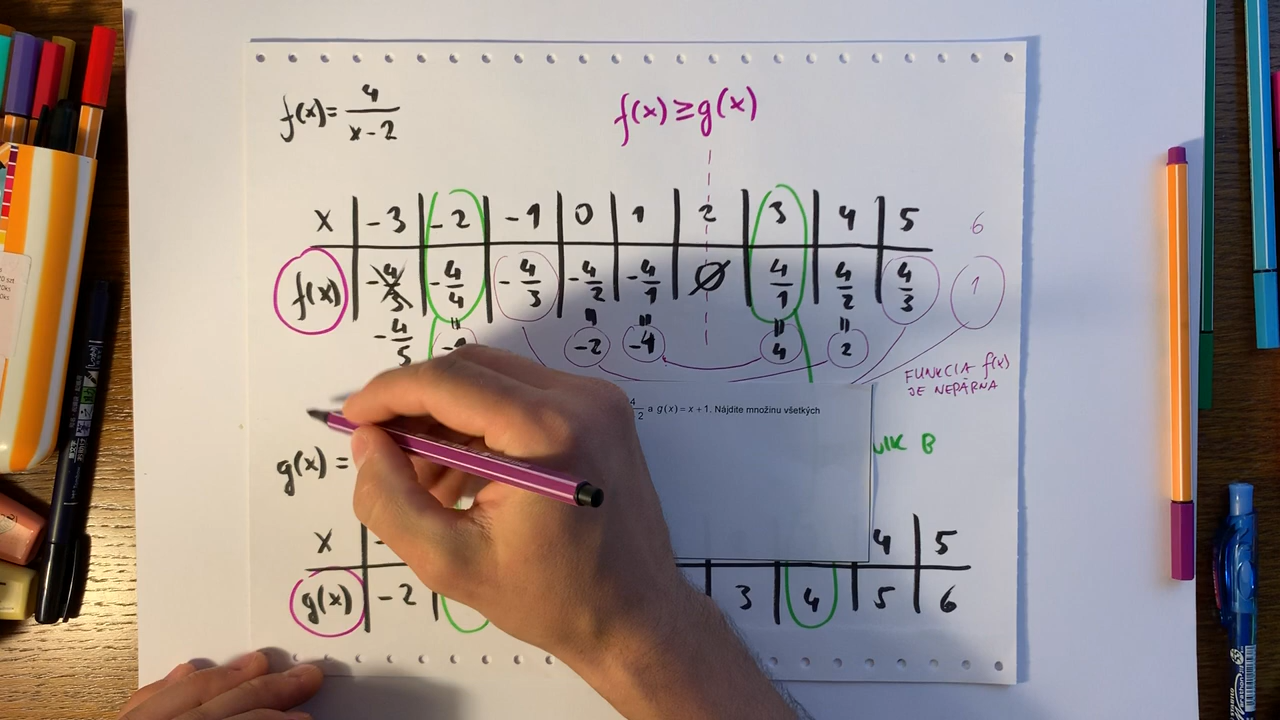 f(x)= 4/(x-2)
f(x) ≥ g(x)
x -3 -2 -1 0 1 2 3 4 5 6
f(x) -4/4 -4/3 -4/2 -4/1 Ø 4/1 4/2 4/3 1
-4/5 = = = = =
-2 -4 4 2
FUNKCIA f(x)
JE NEPÁRNA
a g(x) = x + 1. Nájdite množinu všetkých
B
g(x) =
x 4 5
g(x) -2 3 4 5 6